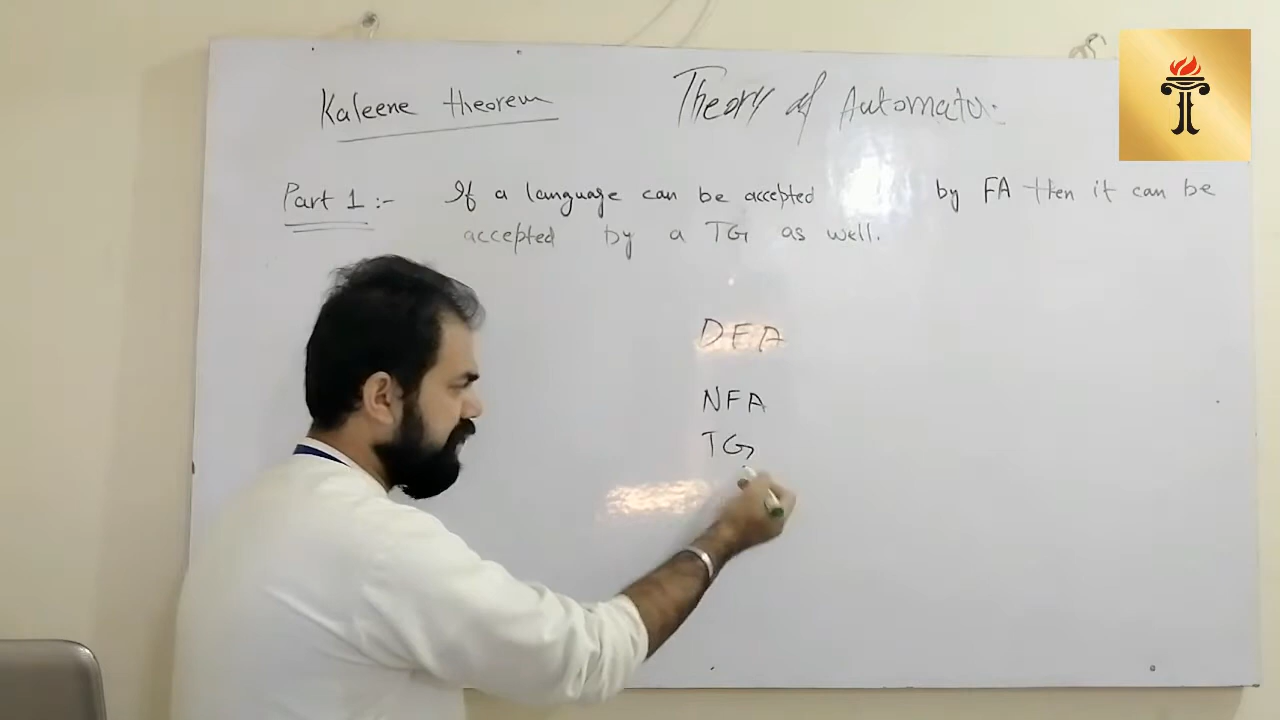 Kaleene theorem
Theory of Automata.
Part 1 :- If a language can be accepted by FA then it can be
accepted by a TG as well.
DFA
NFA
TG